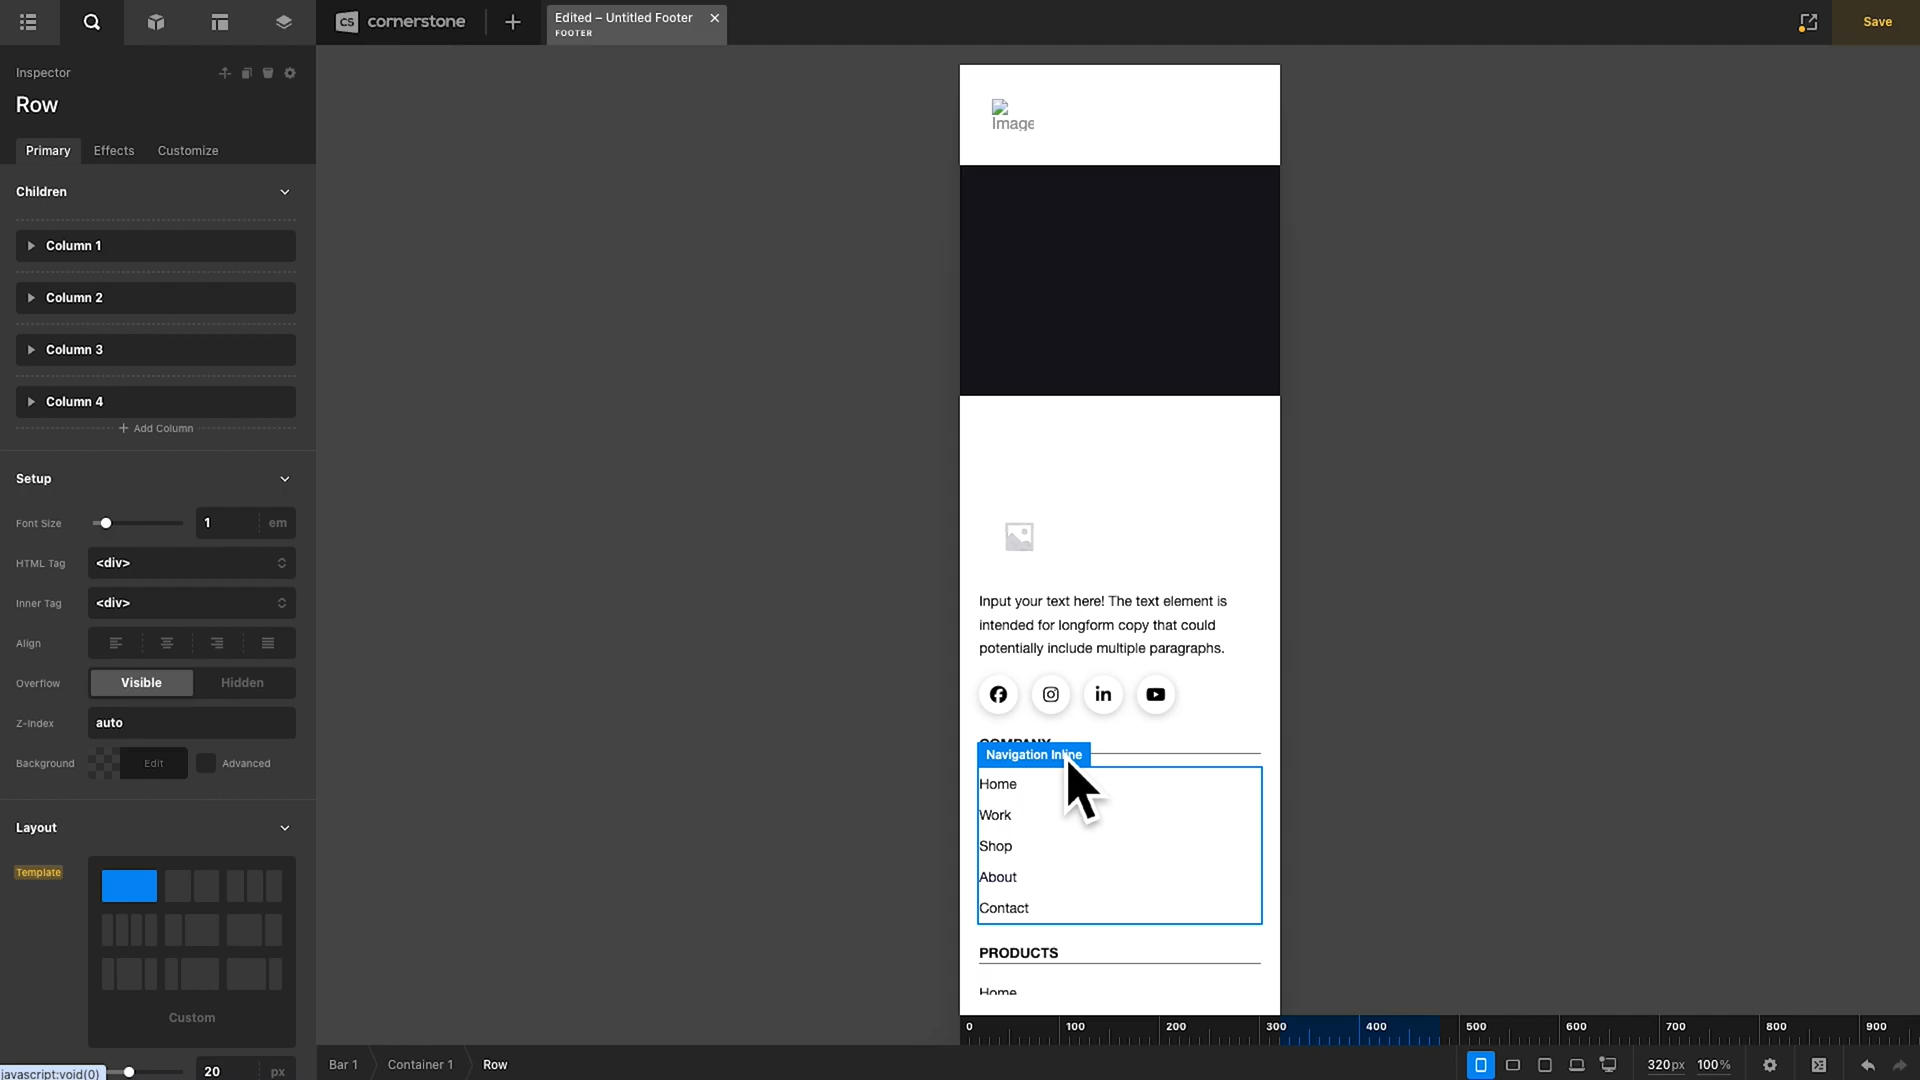 cornerstone
Edited – Untitled Footer
FOOTER
Save
Inspector
Row
Primary
Effects
Customize
Children
Column 1
Column 2
Column 3
Column 4
Add Column
Setup
Font Size
1
em
HTML Tag
<div>
Inner Tag
<div>
Align
Overflow
Visible
Hidden
Z-Index
auto
Background
Edit
Advanced
Layout
Template
Custom
20
px
javascript:void(0)
Image
Input your text here! The text element is
intended for longform copy that could
potentially include multiple paragraphs.
COMPANY
Navigation Inline
Home
Work
Shop
About
Contact
PRODUCTS
Home
0 100 200 300 400 500 600 700 800 900
Bar 1
Container 1
Row
320px
100%